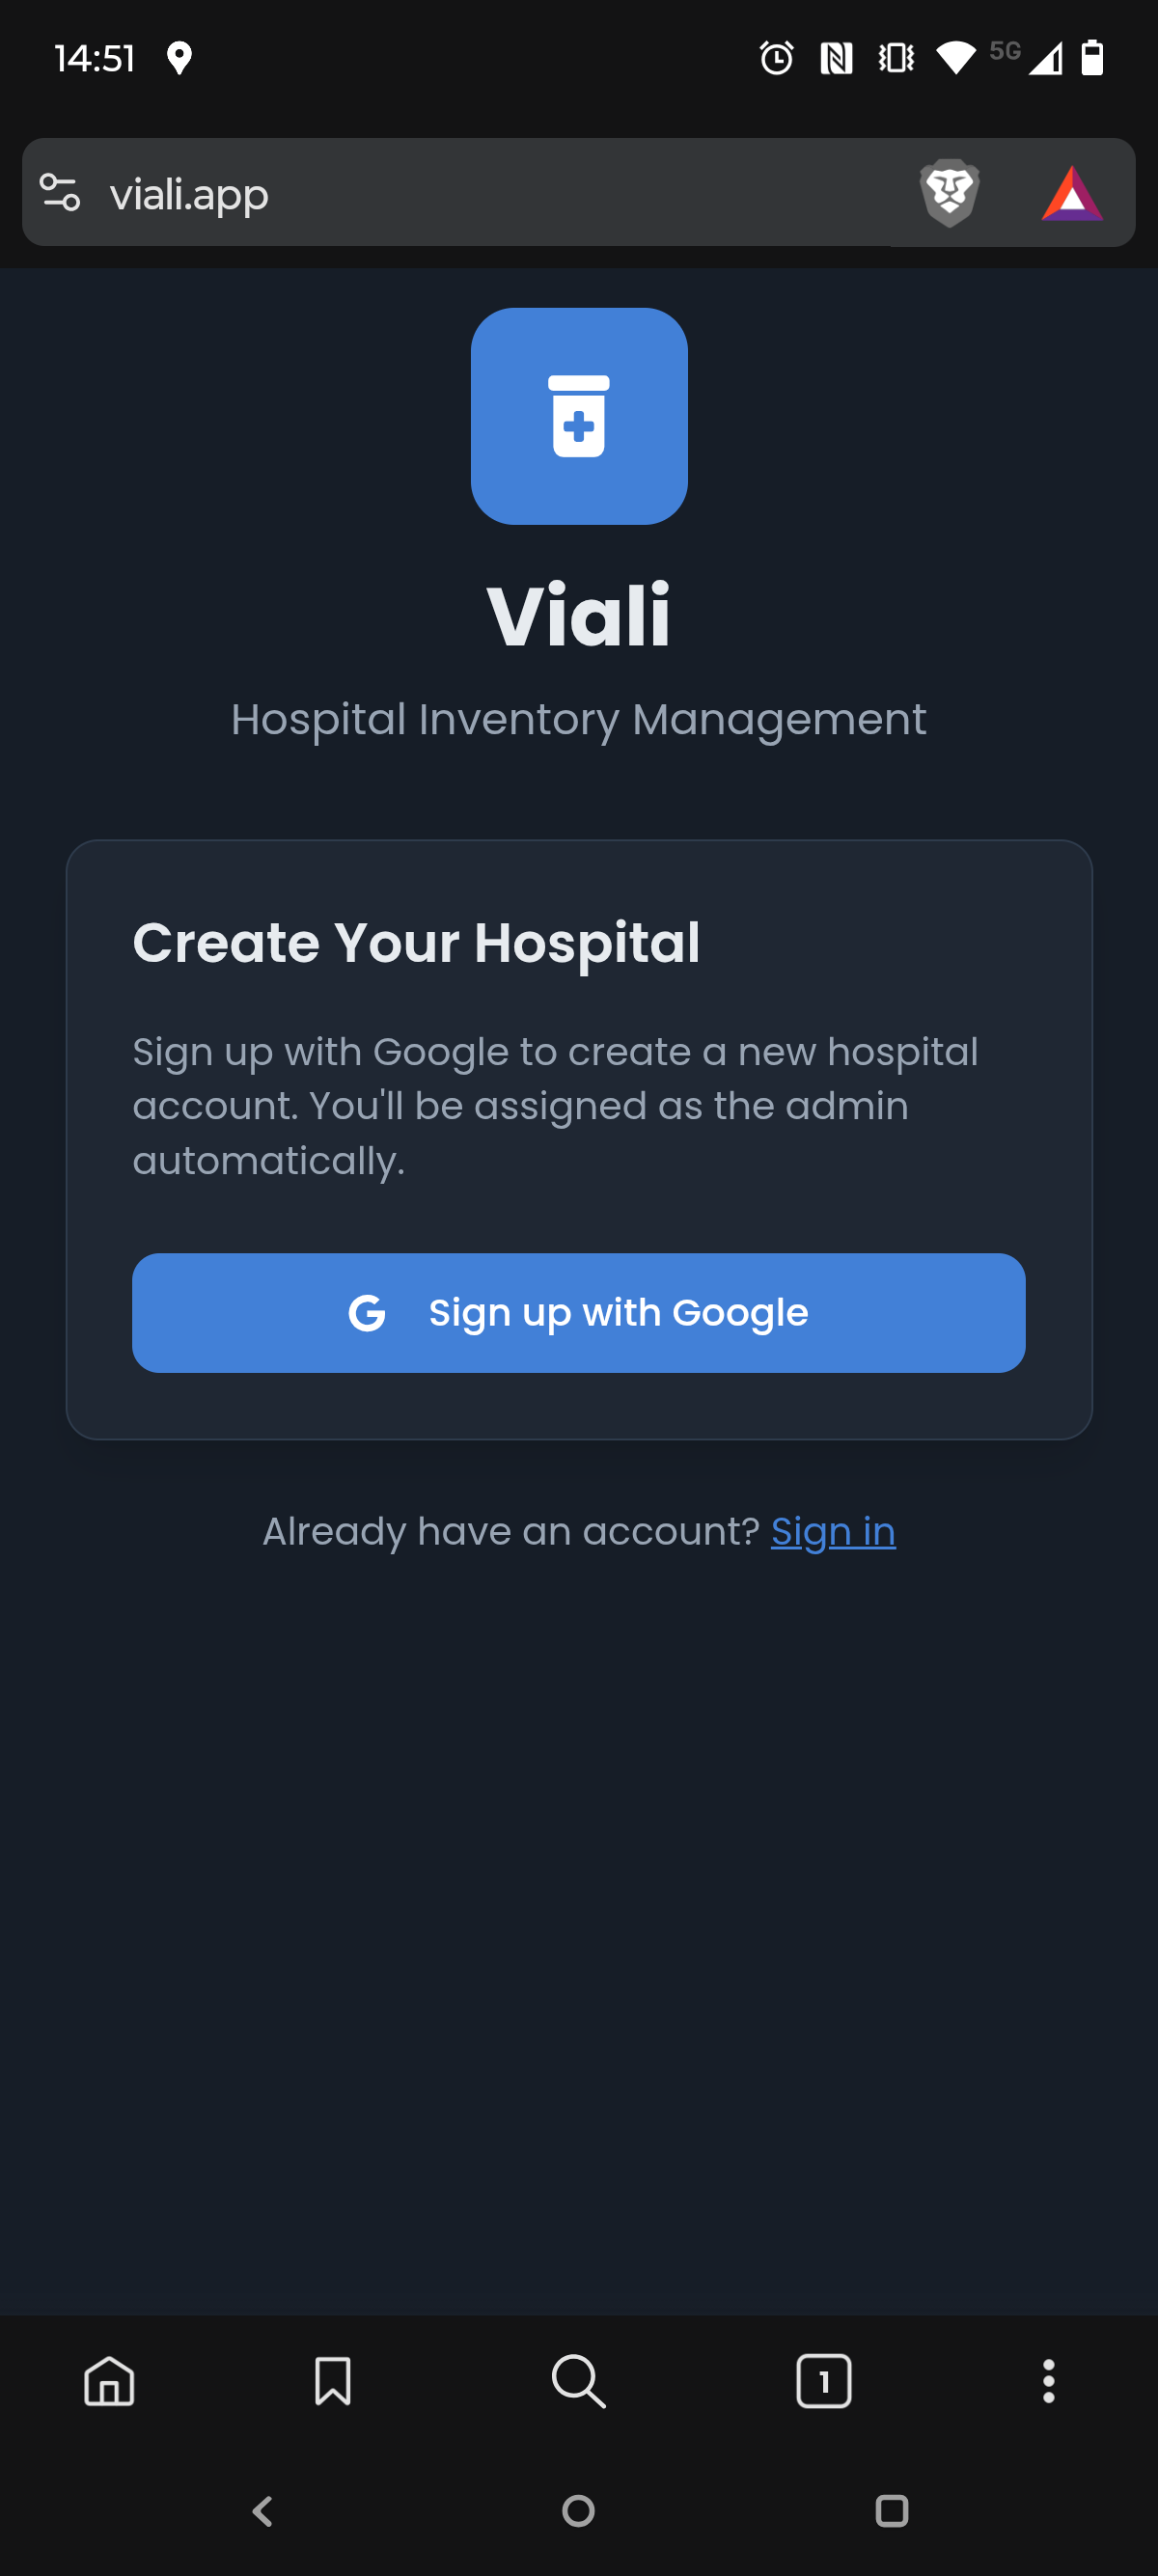 14:51
5G
viali.app
Viali
Hospital Inventory Management
Create Your Hospital
Sign up with Google to create a new hospital
account. You'll be assigned as the admin
automatically.
G Sign up with Google
Already have an account? Sign in
1